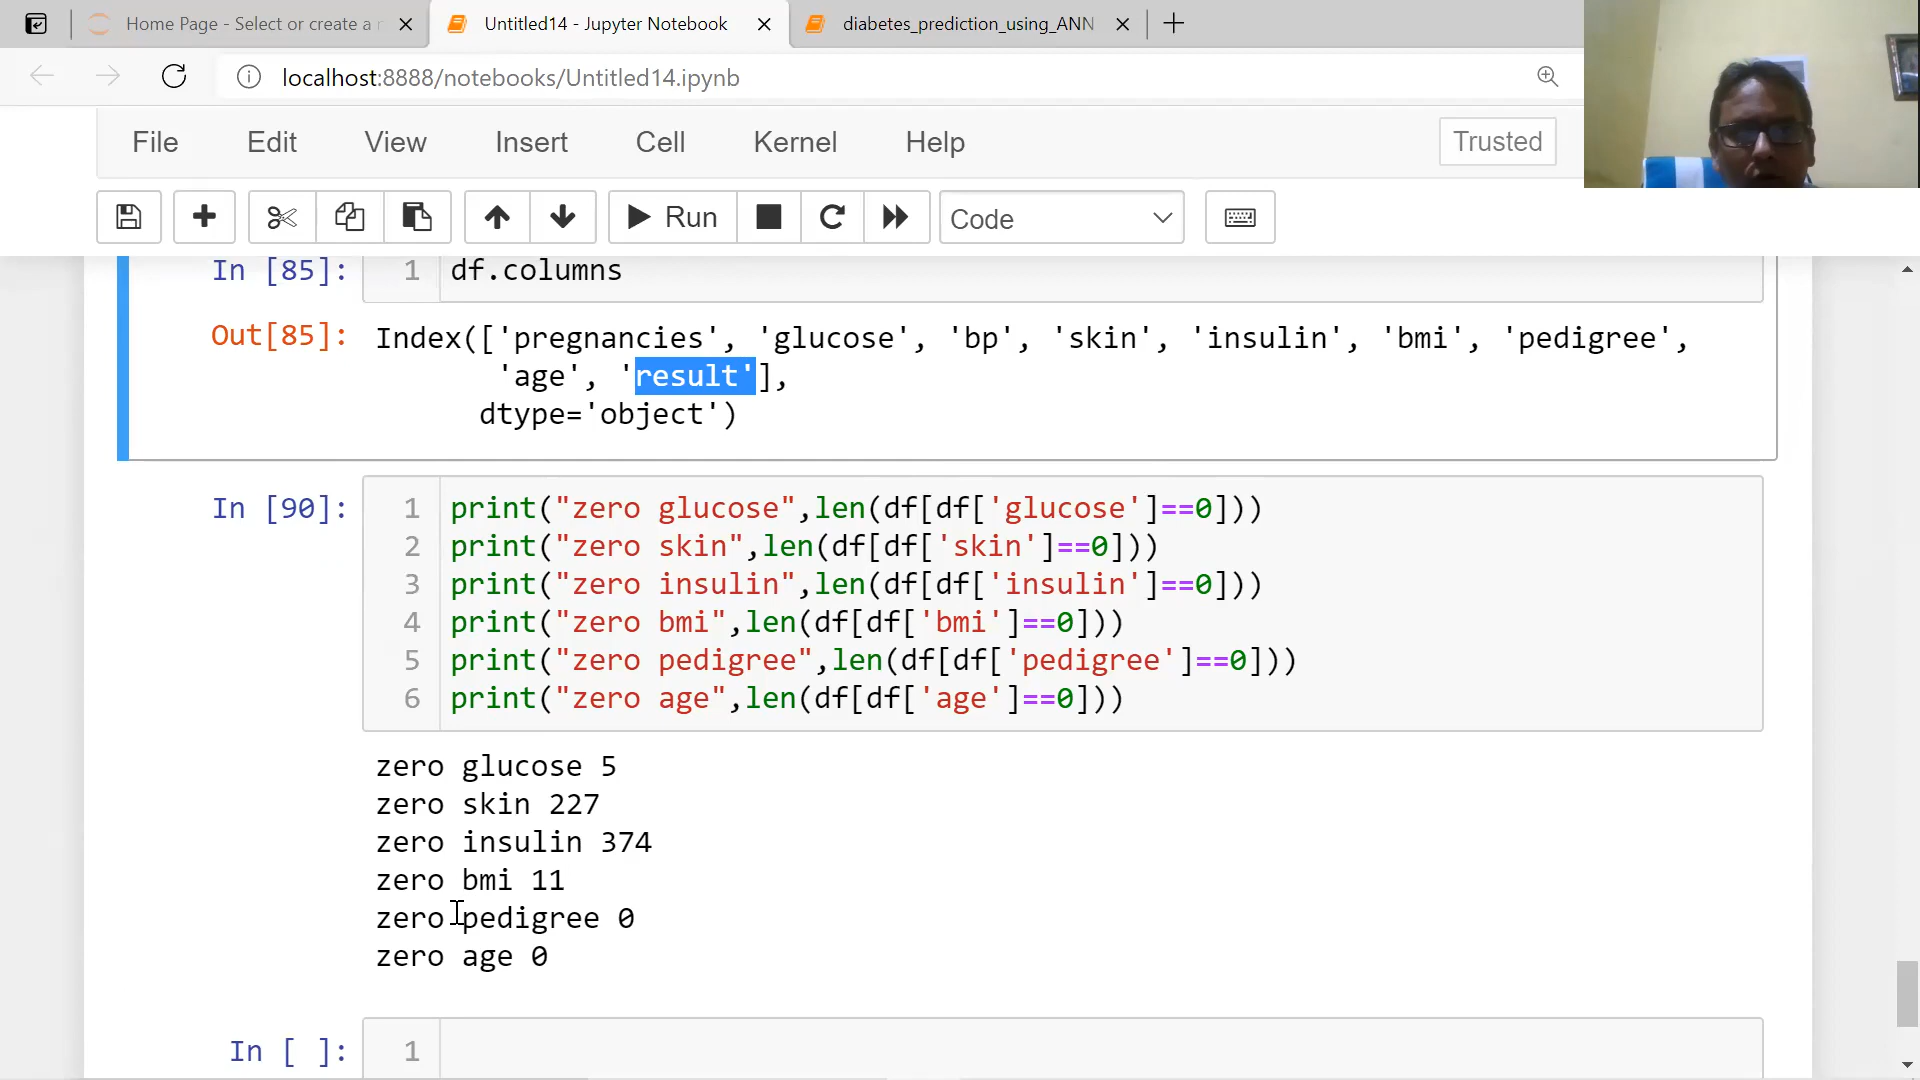 Home Page - Select or create a n
Untitled14 - Jupyter Notebook
diabetes_prediction_using_ANN
localhost:8888/notebooks/Untitled14.ipynb
File Edit View Insert Cell Kernel Help Trusted
Run Code
In [85]: 1 df.columns
Out[85]: Index(['pregnancies', 'glucose', 'bp', 'skin', 'insulin', 'bmi', 'pedigree',
'age', 'result'],
dtype='object')
In [90]: 1 print("zero glucose",len(df[df['glucose']==0]))
2 print("zero skin",len(df[df['skin']==0]))
3 print("zero insulin",len(df[df['insulin']==0]))
4 print("zero bmi",len(df[df['bmi']==0]))
5 print("zero pedigree",len(df[df['pedigree']==0]))
6 print("zero age",len(df[df['age']==0]))
zero glucose 5
zero skin 227
zero insulin 374
zero bmi 11
zero pedigree 0
zero age 0
In [ ]: 1